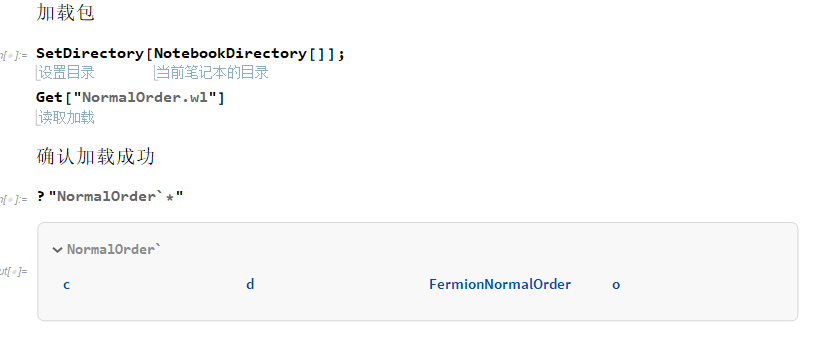 加载包
n[∘]:=
SetDirectory[NotebookDirectory[]];
设置目录 当前笔记本的目录
Get["NormalOrder.wl"]
读取加载
确认加载成功
n[∘]:=
? "NormalOrder`*"
ut[∘]=
NormalOrder`
c d FermionNormalOrder o